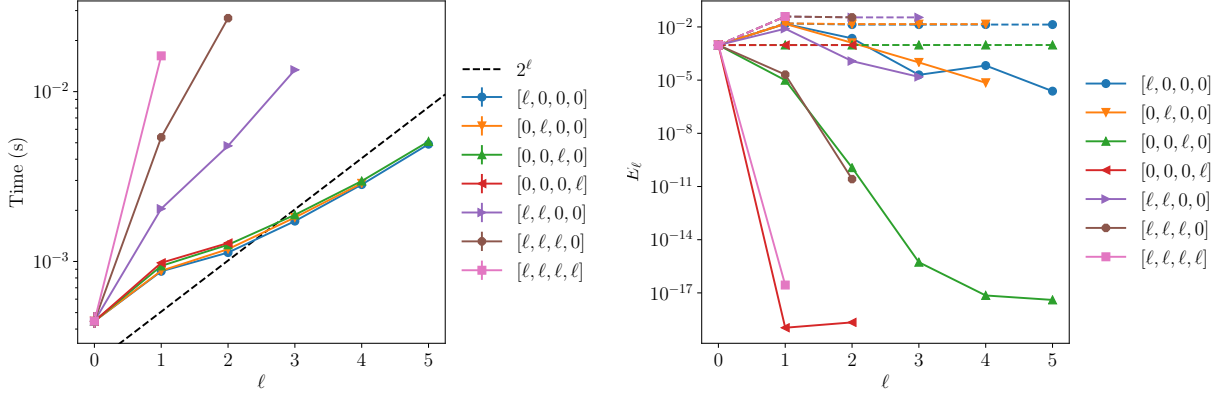 Time (s)
10⁻²
10⁻³
0 1 2 3 4 5
ℓ
2^ℓ
[ℓ, 0, 0, 0]
[0, ℓ, 0, 0]
[0, 0, ℓ, 0]
[0, 0, 0, ℓ]
[ℓ, ℓ, 0, 0]
[ℓ, ℓ, ℓ, 0]
[ℓ, ℓ, ℓ, ℓ]
E_ℓ
10⁻²
10⁻⁵
10⁻⁸
10⁻¹¹
10⁻¹⁴
10⁻¹⁷
0 1 2 3 4 5
ℓ
[ℓ, 0, 0, 0]
[0, ℓ, 0, 0]
[0, 0, ℓ, 0]
[0, 0, 0, ℓ]
[ℓ, ℓ, 0, 0]
[ℓ, ℓ, ℓ, 0]
[ℓ, ℓ, ℓ, ℓ]